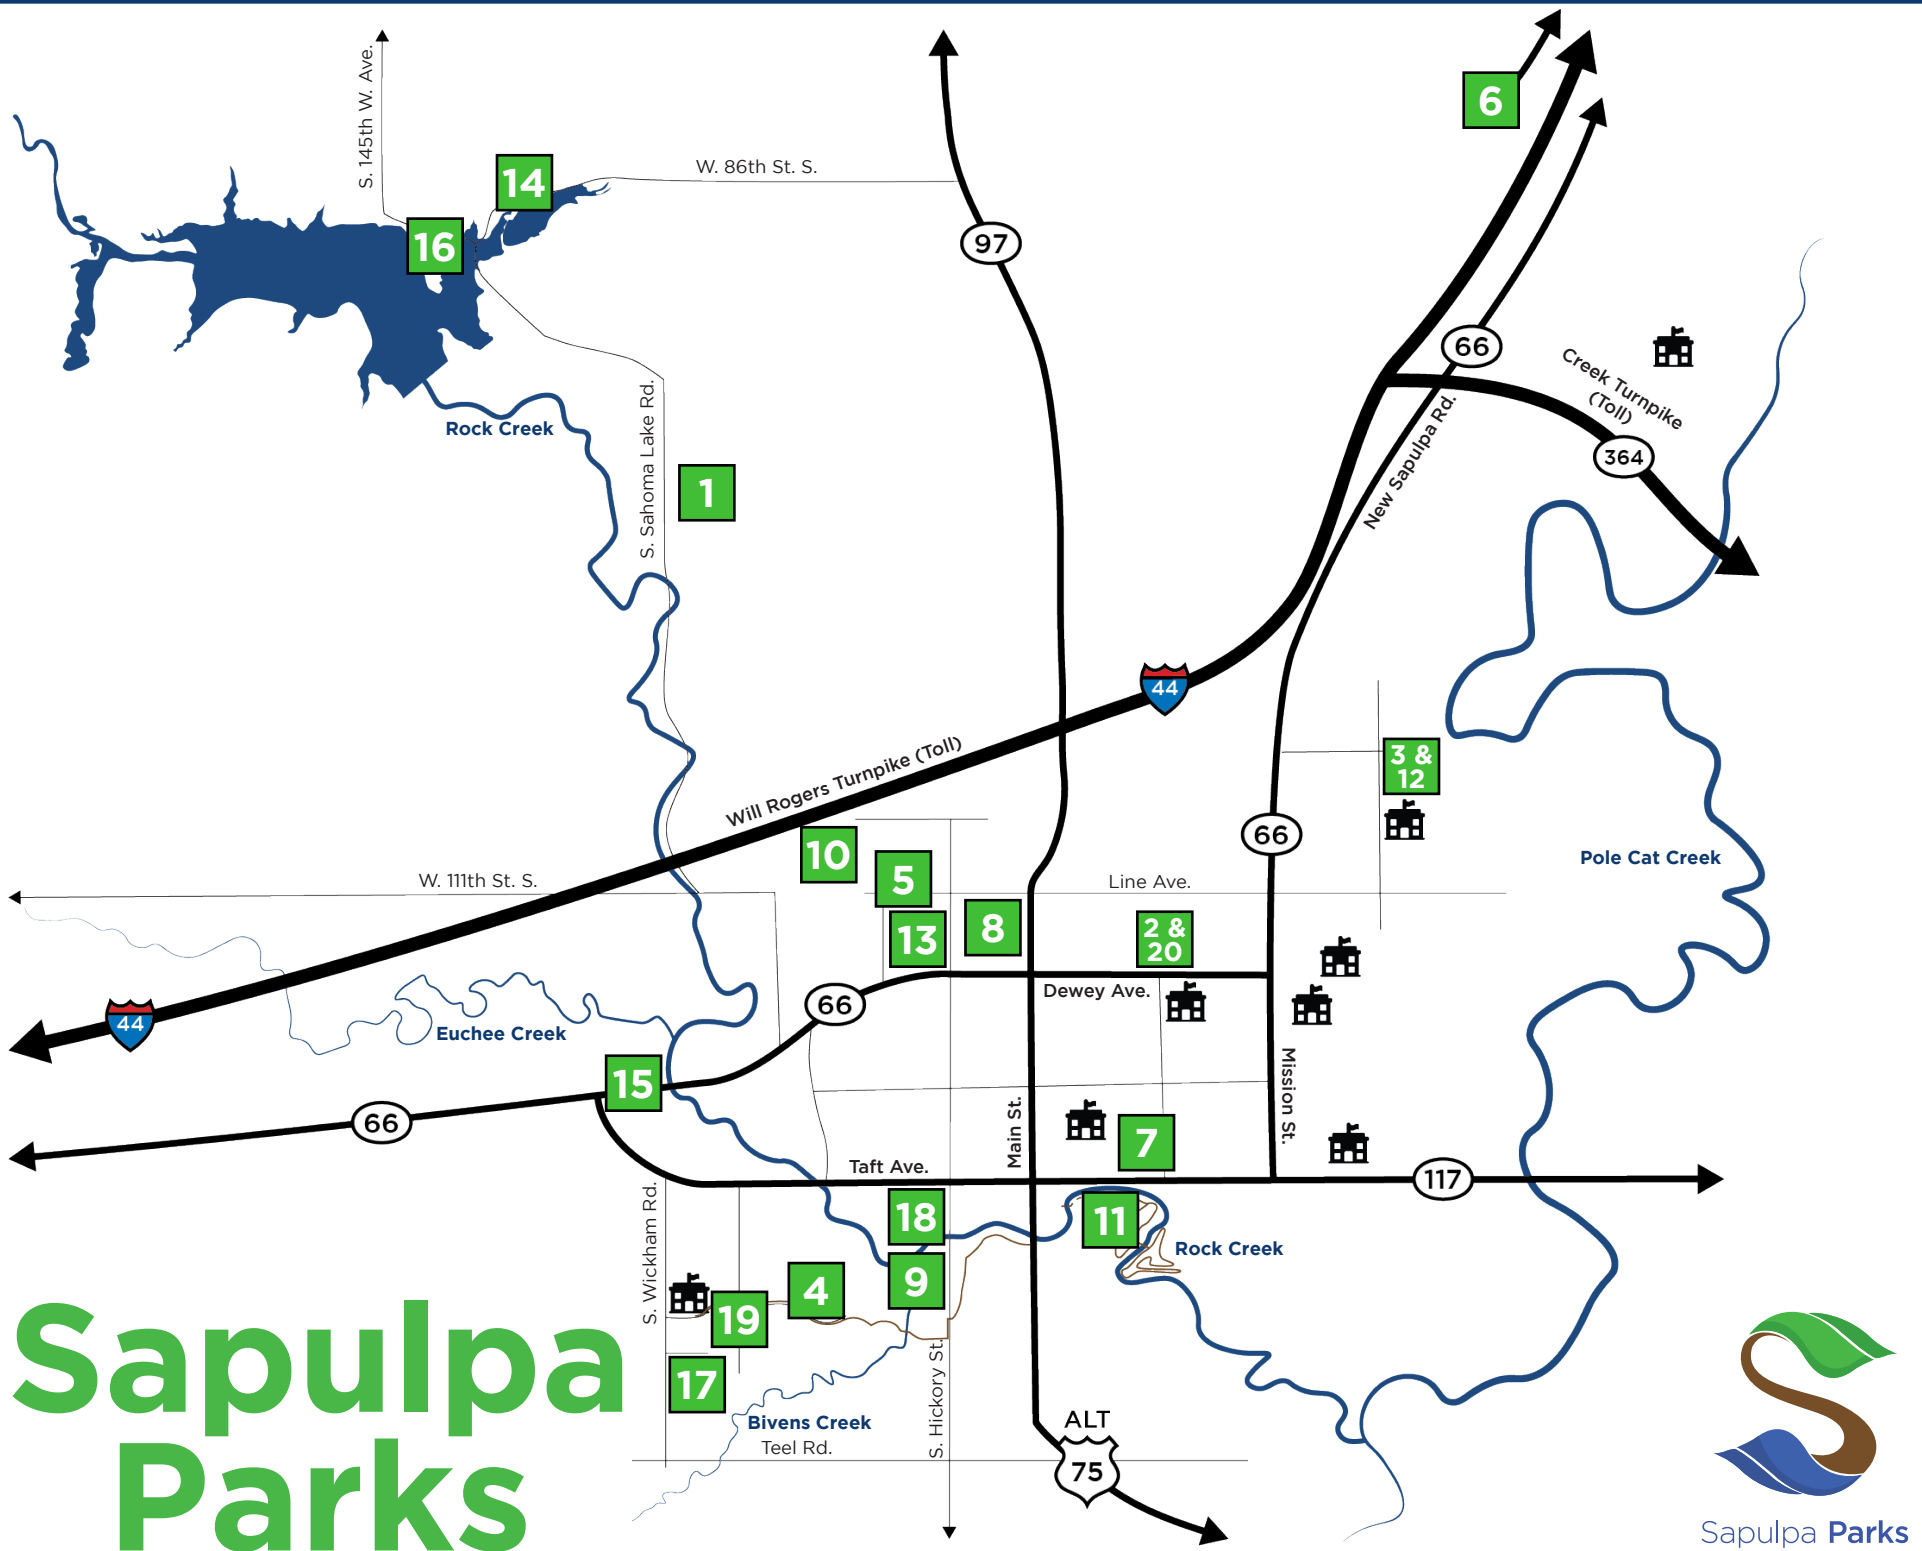 6
S. 145th W. Ave.
14
W. 86th St. S.
16
97
66
Creek Turnpike
(Toll)
364
Rock Creek
S. Sahoma Lake Rd.
1
New Sapulpa Rd.
44
Will Rogers Turnpike (Toll)
3 &
12
66
10
5
W. 111th St. S.
Line Ave.
Pole Cat Creek
13
8
2 &
20
66
Dewey Ave.
44
Euchee Creek
15
66
Main St.
Mission St.
7
Taft Ave.
117
18
11
Rock Creek
S. Wickham Rd.
9
4
19
17
S. Hickory St.
Bivens Creek
Teel Rd.
ALT
75
Sapulpa
Parks
Sapulpa Parks